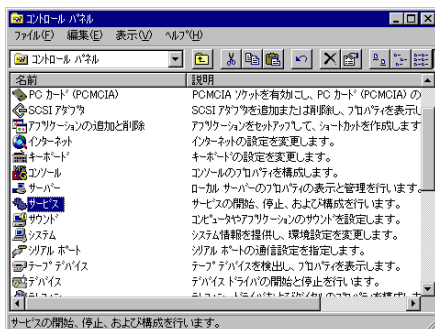 コントロール パネル
ファイル(F) 編集(E) 表示(V) ヘルプ(H)
コントロール パネル
名前 説明
PC カード (PCMCIA) PCMCIA ソケットを有効にし、PC カード (PCMCIA) の
SCSI アダプタ SCSI アダプタを追加または削除し、プロパティを表示し
アプリケーションの追加と削除 アプリケーションをセットアップして、ショートカットを作成します
インターネット インターネットの設定を変更します。
キーボード キーボードの設定を変更します。
コンソール コンソールのプロパティを構成します。
サーバー ローカル サーバーのプロパティの表示と管理を行います。
サービス サービスの開始、停止、および構成を行います。
サウンド コンピュータやアプリケーションのサウンドを設定します。
システム システム情報を提供し、環境設定を変更します。
シリアル ポート シリアル ポートの通信設定を指定します。
テープ デバイス テープ デバイスを検出し、プロパティを表示します。
デバイス デバイス ドライバの開始と停止を行います。
サービスの開始、停止、および構成を行います。